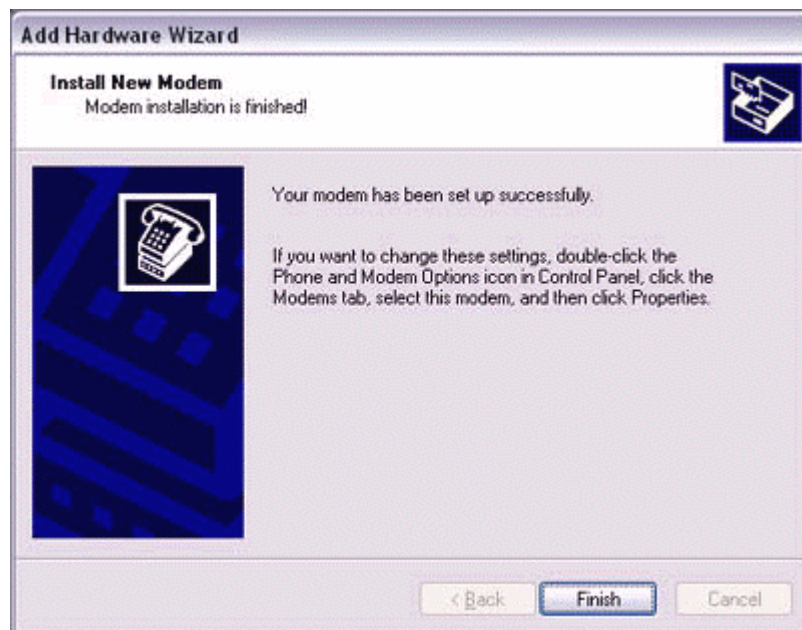 Add Hardware Wizard
Install New Modem
Modem installation is finished!
Your modem has been set up successfully.
If you want to change these settings, double-click the
Phone and Modem Options icon in Control Panel, click the
Modems tab, select this modem, and then click Properties.
< Back
Finish
Cancel